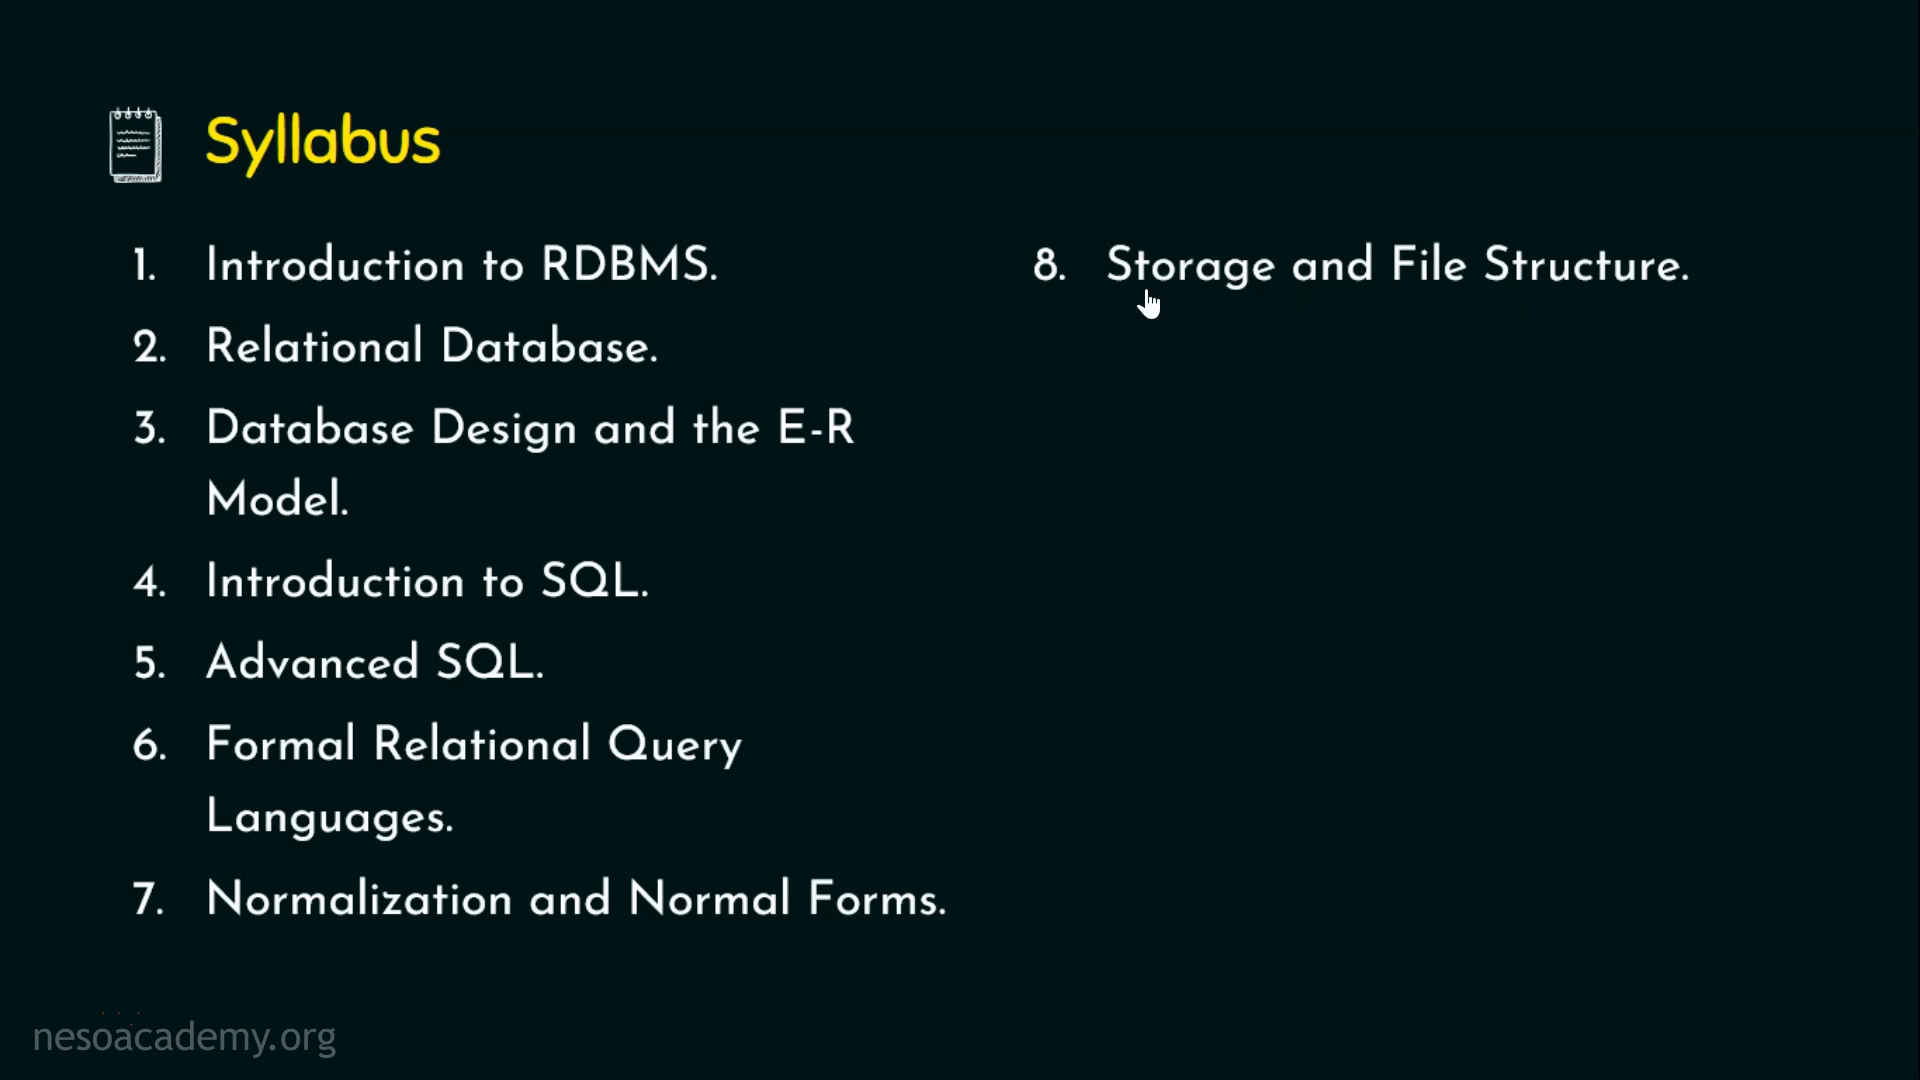 Syllabus
1. Introduction to RDBMS.
2. Relational Database.
3. Database Design and the E-R
Model.
4. Introduction to SQL.
5. Advanced SQL.
6. Formal Relational Query
Languages.
7. Normalization and Normal Forms.
8. Storage and File Structure.
nesoacademy.org